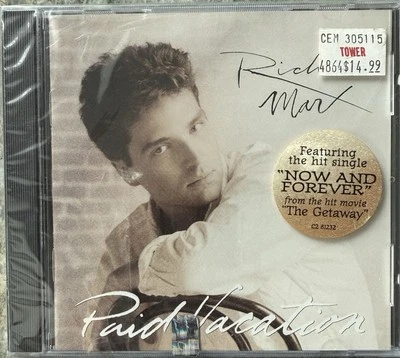 CEM 305115
TOWER
4864$14.99
Rich
Marx
Featuring
the hit single
"NOW AND
FOREVER"
from the hit movie
"The Getaway"
C2 81232
Paid Vacation